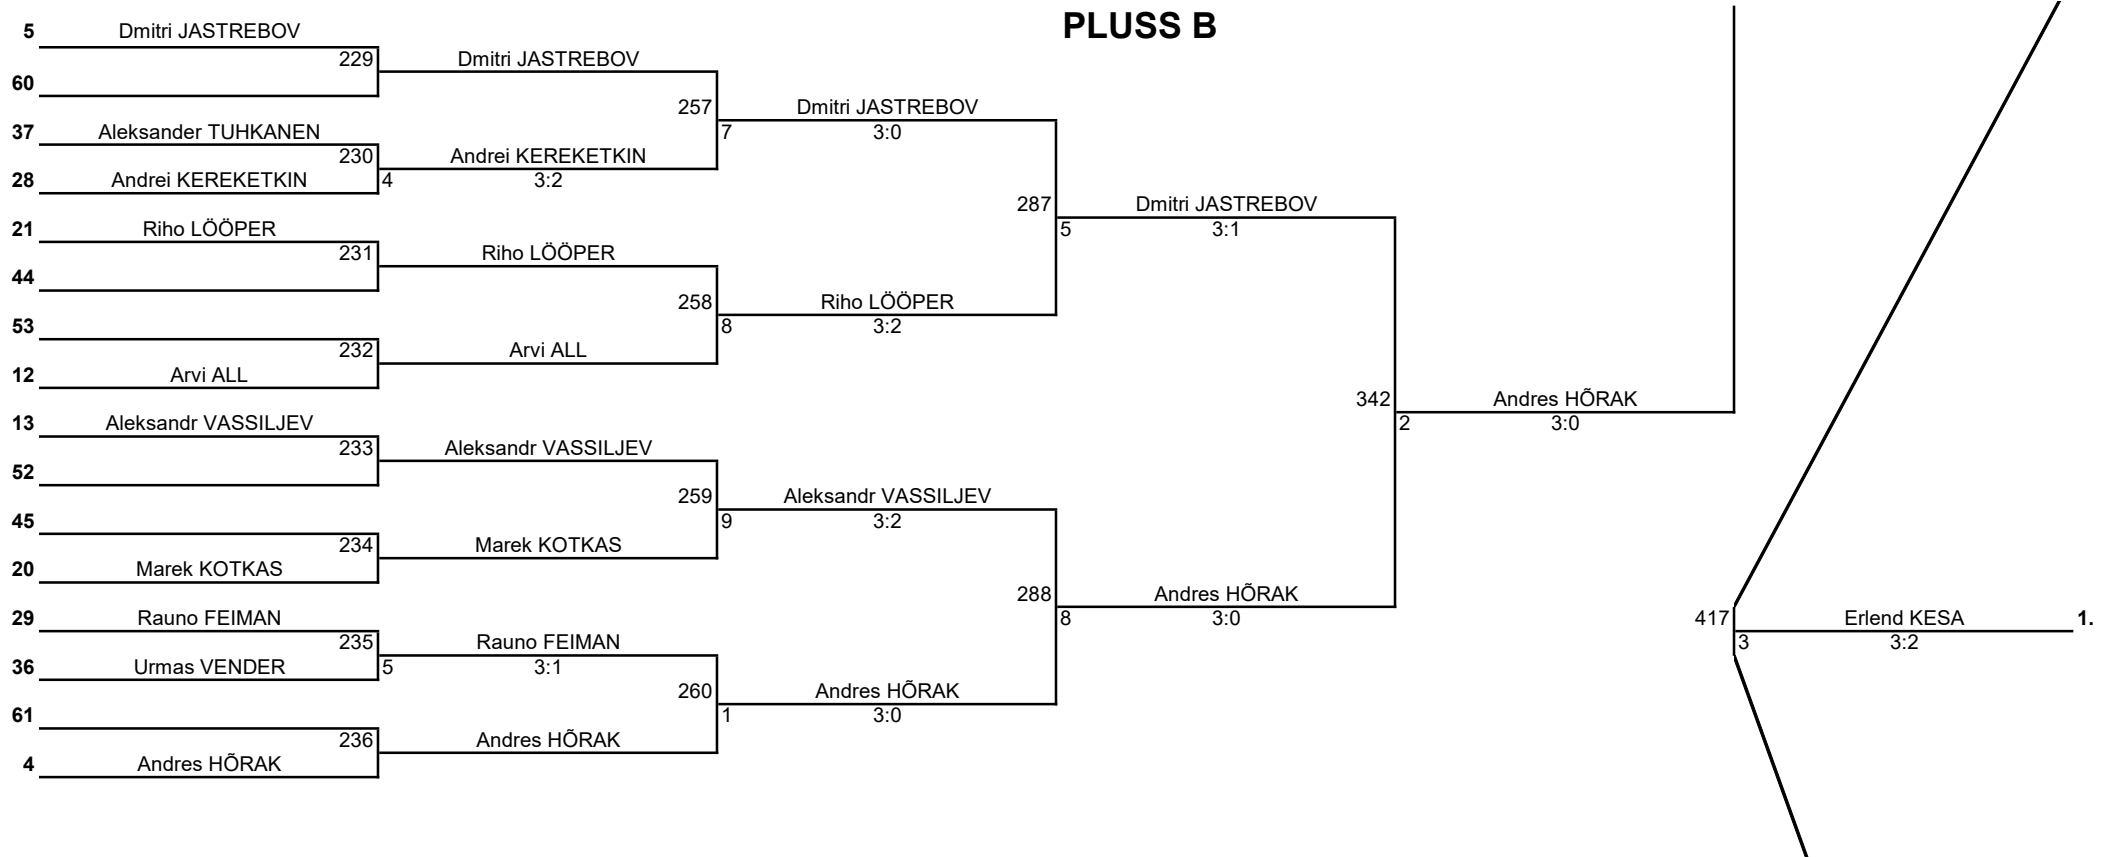 PLUSS B
5 Dmitri JASTREBOV
229 Dmitri JASTREBOV
60
257 Dmitri JASTREBOV
7 3:0
37 Aleksander TUHKANEN
230 Andrei KEREKETKIN
28 Andrei KEREKETKIN
4 3:2
287 Dmitri JASTREBOV
5 3:1
21 Riho LÖÖPER
231 Riho LÖÖPER
44
258 Riho LÖÖPER
8 3:2
53
232 Arvi ALL
12 Arvi ALL
342 Andres HÕRAK
2 3:0
13 Aleksandr VASSILJEV
233 Aleksandr VASSILJEV
52
259 Aleksandr VASSILJEV
9 3:2
45
234 Marek KOTKAS
20 Marek KOTKAS
288 Andres HÕRAK
8 3:0
29 Rauno FEIMAN
235 Rauno FEIMAN
36 Urmas VENDER
5 3:1
260 Andres HÕRAK
1 3:0
61
236 Andres HÕRAK
4 Andres HÕRAK
417 Erlend KESA 1.
3 3:2